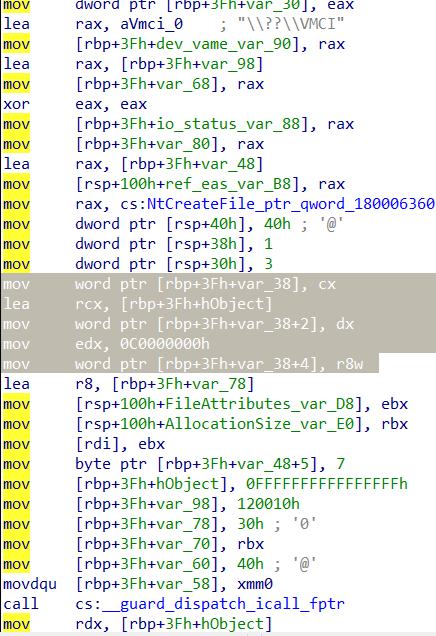 mov dword ptr [rbp+3Fh+var_30], eax
lea rax, aVmci_0 ; "\\??\\VMCI"
mov [rbp+3Fh+dev_vame_var_90], rax
lea rax, [rbp+3Fh+var_98]
mov [rbp+3Fh+var_68], rax
xor eax, eax
mov [rbp+3Fh+io_status_var_88], rax
mov [rbp+3Fh+var_80], rax
lea rax, [rbp+3Fh+var_48]
mov [rsp+100h+ref_eas_var_B8], rax
mov rax, cs:NtCreateFile_ptr_qword_180006360
mov dword ptr [rsp+40h], 40h ; '@'
mov dword ptr [rsp+38h], 1
mov dword ptr [rsp+30h], 3
mov word ptr [rbp+3Fh+var_38], cx
lea rcx, [rbp+3Fh+hObject]
mov word ptr [rbp+3Fh+var_38+2], dx
mov edx, 0C0000000h
mov word ptr [rbp+3Fh+var_38+4], r8w
lea r8, [rbp+3Fh+var_78]
mov [rsp+100h+FileAttributes_var_D8], ebx
mov [rsp+100h+AllocationSize_var_E0], rbx
mov [rdi], ebx
mov byte ptr [rbp+3Fh+var_48+5], 7
mov [rbp+3Fh+hObject], 0FFFFFFFFFFFFFFFFh
mov [rbp+3Fh+var_98], 120010h
mov [rbp+3Fh+var_78], 30h ; '0'
mov [rbp+3Fh+var_70], rbx
mov [rbp+3Fh+var_60], 40h ; '@'
movdqu [rbp+3Fh+var_58], xmm0
call cs:__guard_dispatch_icall_fptr
mov rdx, [rbp+3Fh+hObject]